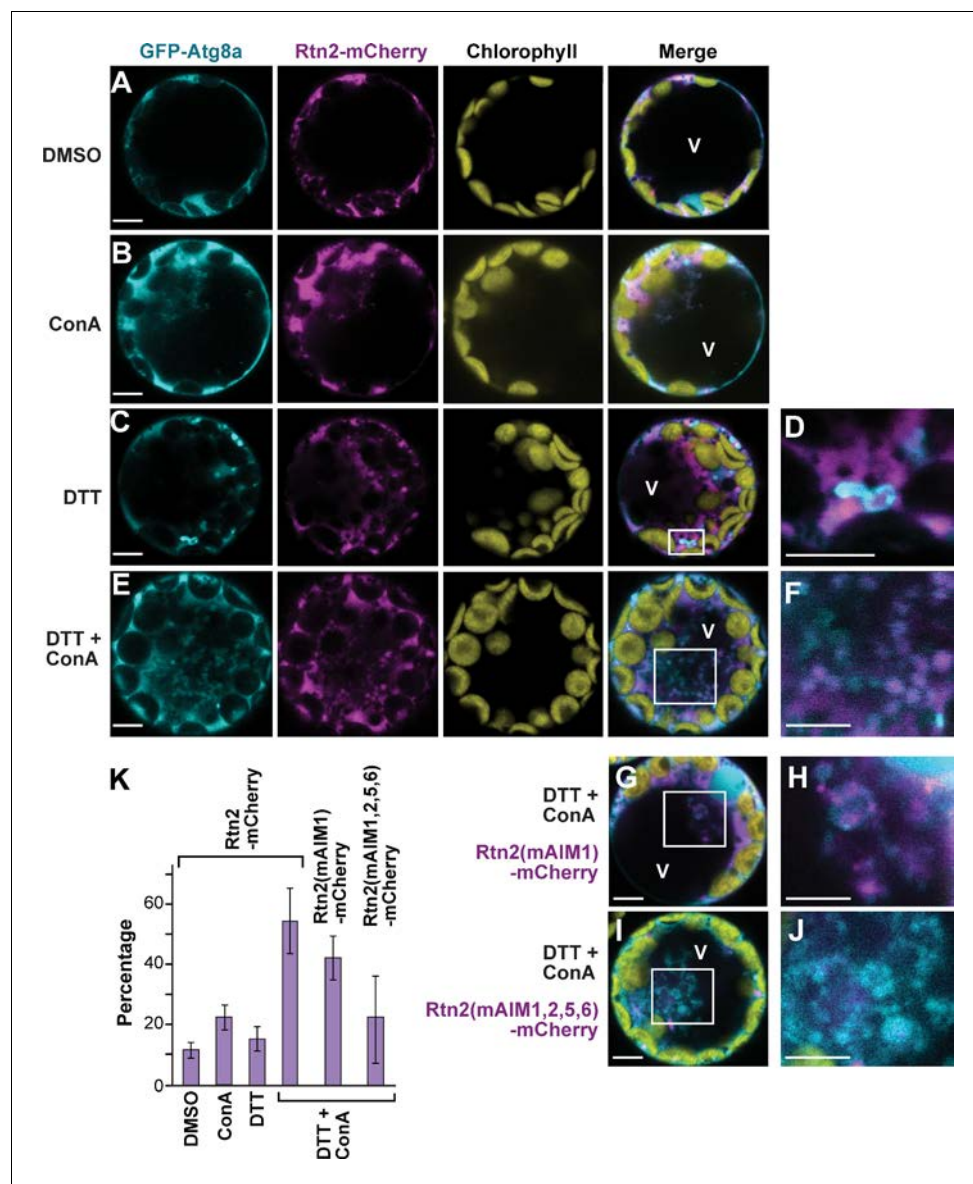 GFP-Atg8a Rtn2-mCherry Chlorophyll Merge
A
DMSO
V
B
ConA
V
C
DTT
V
D
E
DTT +
ConA
V
F
G
DTT +
ConA
Rtn2(mAIM1)
-mCherry
V
H
I
DTT +
ConA
Rtn2(mAIM1,2,5,6)
-mCherry
V
J
K
Rtn2
-mCherry
Rtn2(mAIM1)
-mCherry
Rtn2(mAIM1,2,5,6)
-mCherry
Percentage
60
40
20
0
DMSO
ConA
DTT
DTT +
ConA